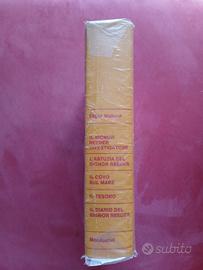 Edgar Wallace
IL SIGNOR
REEDER
INVESTIGATORE
L'ASTUZIA DEL
SIGNOR REEDER
IL COVO
SUL MARE
IL TESORO
IL DIARIO DEL
SIGNOR REEDER
Mondadori
subito